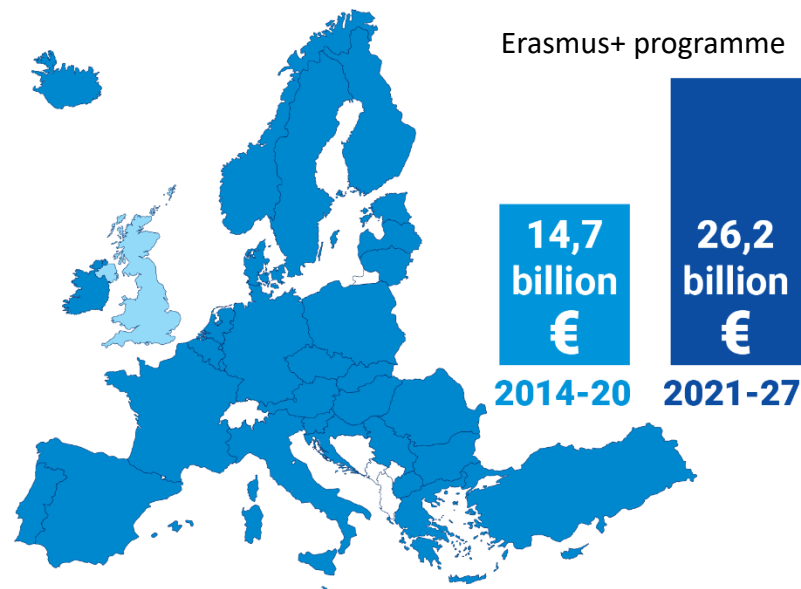 Erasmus+ programme
14,7
billion
€
2014-20
26,2
billion
€
2021-27